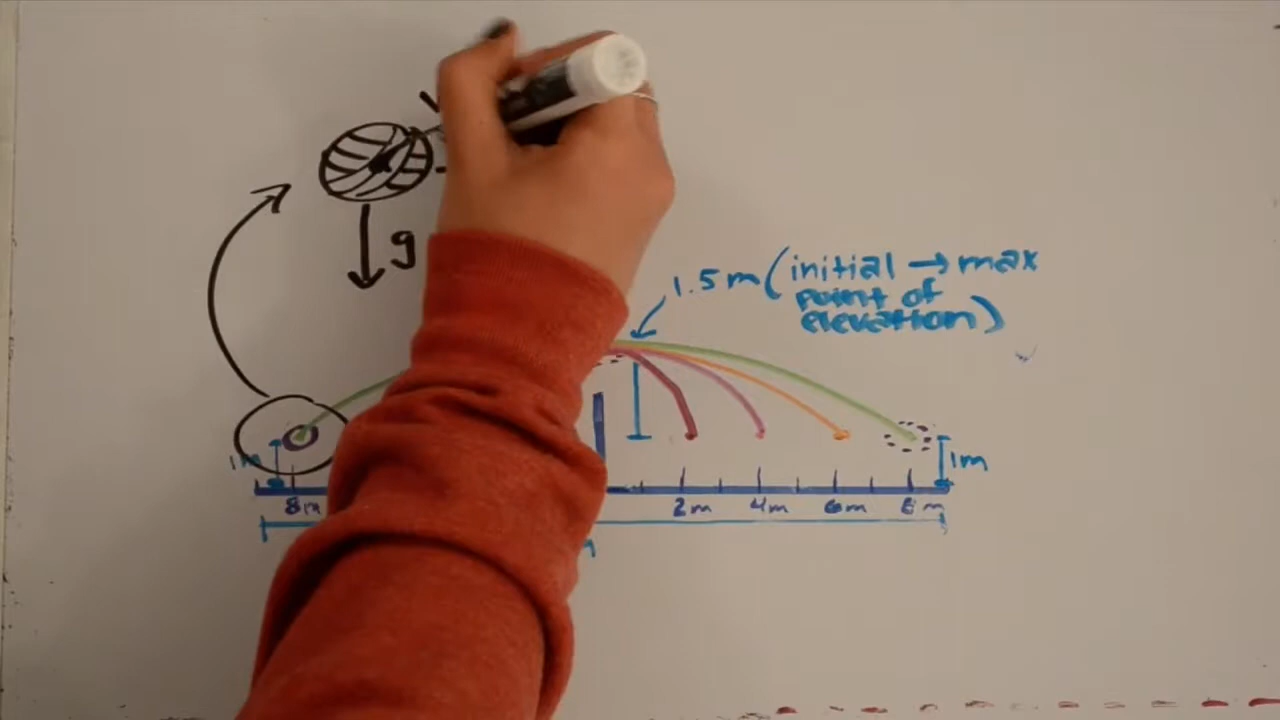 g
1.5m (initial → max
point of
elevation)
1m
1m
8m
2m
4m
6m
8m